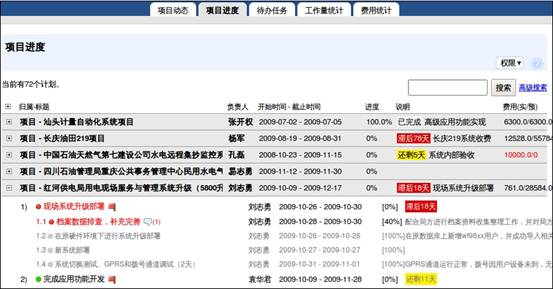 项目动态 项目进度 待办任务 工作量统计 费用统计
项目进度
权限▾
当前有72个计划。
搜索 高级搜索
归属-标题 负责人 开始时间 - 截止时间 进度 说明 费用(实/预)
项目 - 汕头计量自动化系统项目 张开权 2009-07-02 - 2009-07-05 100.0% 已完成 高级应用功能实现 6300.0/6300.0
项目 - 长庆油田219项目 杨军 2009-08-19 - 2009-08-31 0% 滞后78天 长庆219系统收费 12528.0/55784
项目 - 中国石油天然气第七建设公司水电远程集抄监控系 孔磊 2008-10-23 - 2009-11-15 0% 还剩5天 系统内部验收 10000.0/0
项目 - 四川石油管理局重庆公共事务管理中心民用水电气 易志勇 2009-11-12 - 2009-11-30 0%
项目 - 红河供电局用电现场服务与管理系统升级（5800升 刘志勇 2009-10-09 - 2009-12-17 0% 滞后18天 现场系统升级部署 761.0/28584.0
1) 现场系统升级部署 刘志勇 2009-10-26 - 2009-10-30 [0%] 滞后18天
1.1 档案数据排查，补充完善 (1) 刘志勇 2009-10-26 - 2009-10-30 [40%] 配合局方进行档案资料收集整理工作，并对局方
1.2 在原硬件环境下进行系统升级部署 刘志勇 2009-10-26 - 2009-10-26 [100%]在原数据库上新增wf98xx用户，并成功导入相关
1.3 新系统部署 刘志勇 2009-10-27 - 2009-10-27 [100%]
1.4 系统切换测试、GPRS和拨号通道调试（2天） 刘志勇 2009-10-31 - 2009-11-01 [100%]GPRS通道运行正常，拨号因用户设备未到，无
2) 完成应用功能开发 袁华君 2009-10-09 - 2009-11-28 [0%] 还剩11天